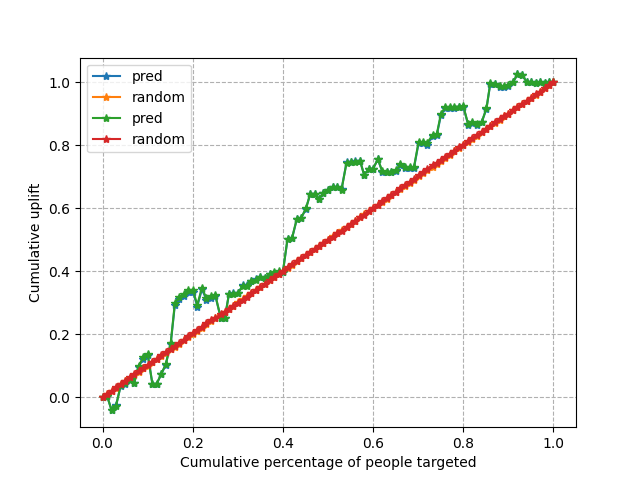 pred
random
pred
random
1.0
0.8
0.6
0.4
0.2
0.0
Cumulative uplift
0.0 0.2 0.4 0.6 0.8 1.0
Cumulative percentage of people targeted